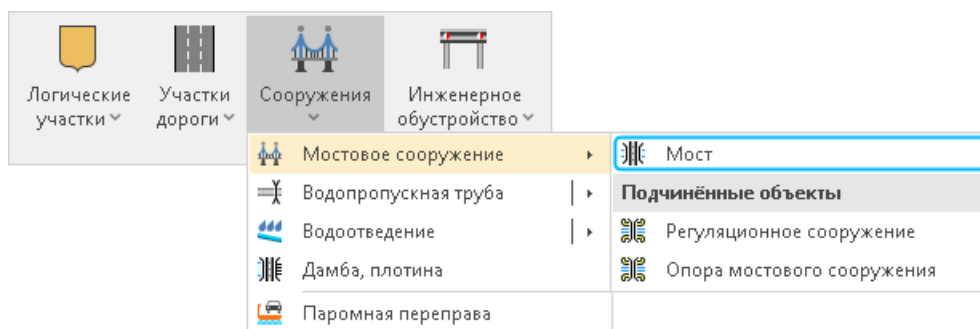 Логические участки
Участки дороги
Сооружения
Инженерное обустройство
Мостовое сооружение
Мост
Водопропускная труба
Подчинённые объекты
Водоотведение
Регуляционное сооружение
Дамба, плотина
Опора мостового сооружения
Паромная переправа